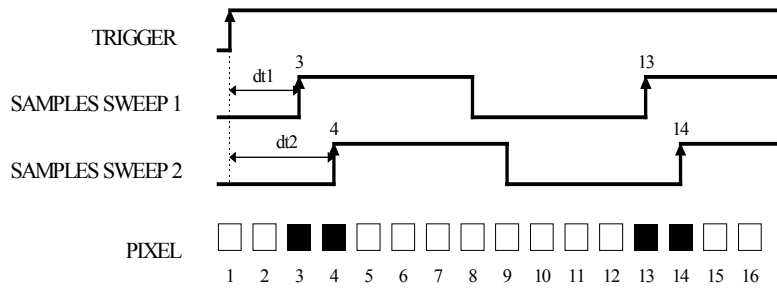 TRIGGER
3 13
dt1
SAMPLES SWEEP 1
4 14
dt2
SAMPLES SWEEP 2
PIXEL
1 2 3 4 5 6 7 8 9 10 11 12 13 14 15 16